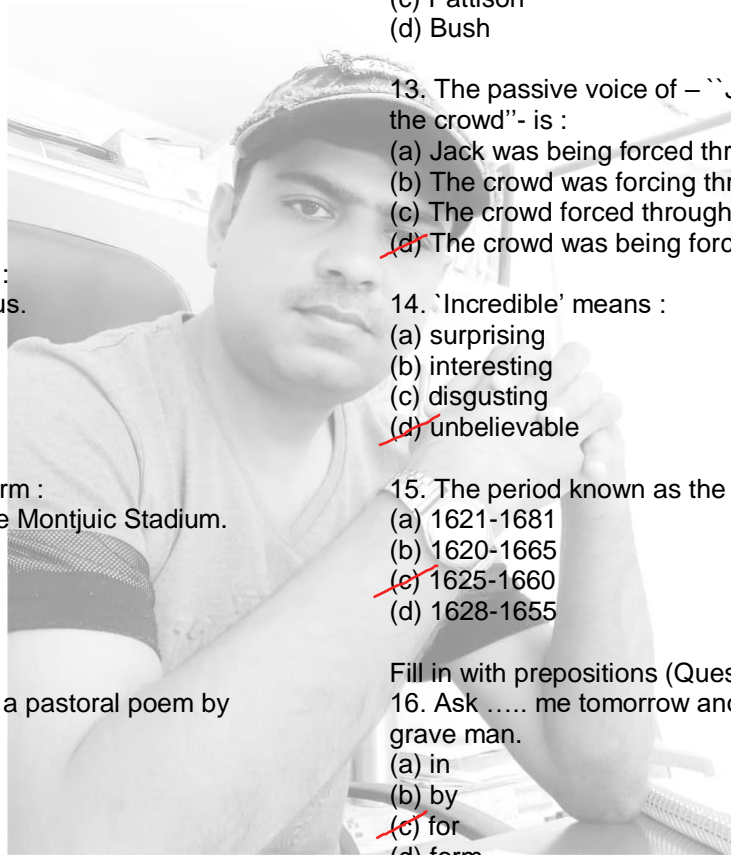 :
us.
rm :
e Montjuic Stadium.
a pastoral poem by
(c) Pattison
(d) Bush
13. The passive voice of – ``J
the crowd''- is :
(a) Jack was being forced thr
(b) The crowd was forcing thr
(c) The crowd forced through
(d) The crowd was being forc
14. `Incredible' means :
(a) surprising
(b) interesting
(c) disgusting
(d) unbelievable
15. The period known as the
(a) 1621-1681
(b) 1620-1665
(c) 1625-1660
(d) 1628-1655
Fill in with prepositions (Ques
16. Ask ….. me tomorrow and
grave man.
(a) in
(b) by
(c) for
(d) form